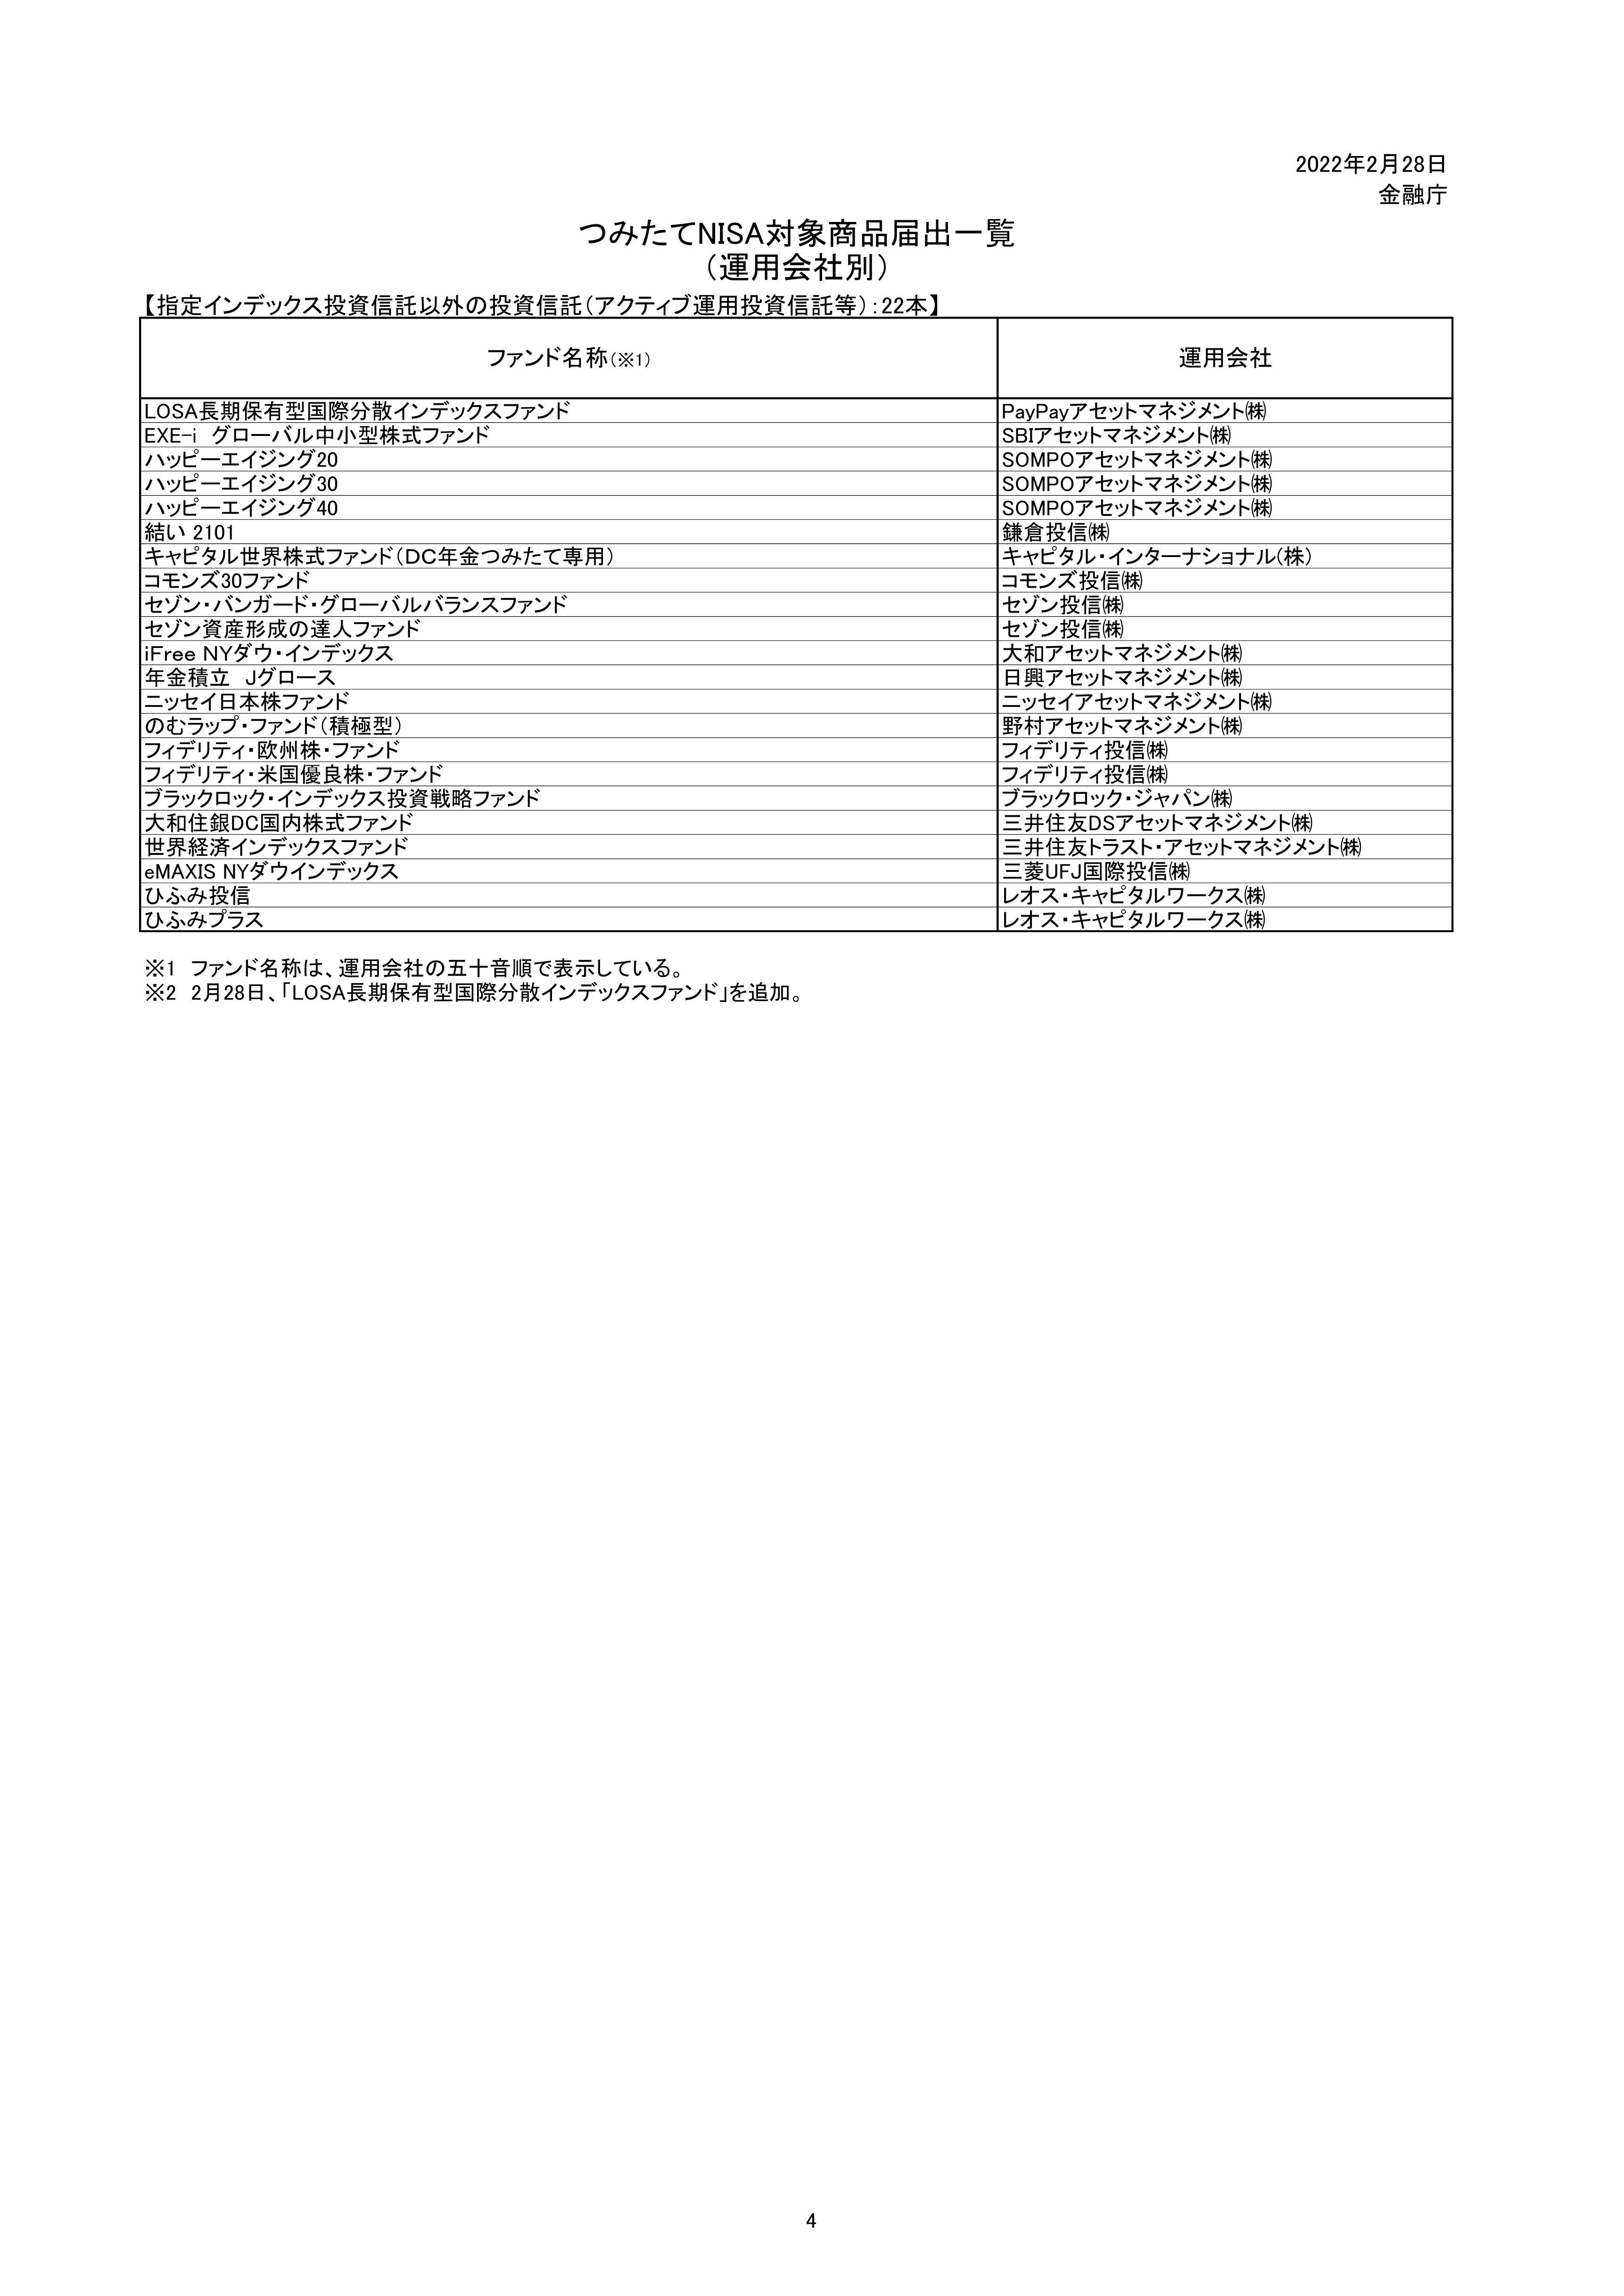 2022年2月28日
金融庁
つみたてNISA対象商品届出一覧
（運用会社別）
【指定インデックス投資信託以外の投資信託（アクティブ運用投資信託等）：22本】
ファンド名称（※1） 運用会社
LOSA長期保有型国際分散インデックスファンド PayPayアセットマネジメント㈱
EXE-i グローバル中小型株式ファンド SBIアセットマネジメント㈱
ハッピーエイジング20 SOMPOアセットマネジメント㈱
ハッピーエイジング30 SOMPOアセットマネジメント㈱
ハッピーエイジング40 SOMPOアセットマネジメント㈱
結い 2101 鎌倉投信㈱
キャピタル世界株式ファンド（DC年金つみたて専用） キャピタル・インターナショナル（株）
コモンズ30ファンド コモンズ投信㈱
セゾン・バンガード・グローバルバランスファンド セゾン投信㈱
セゾン資産形成の達人ファンド セゾン投信㈱
iFree NYダウ・インデックス 大和アセットマネジメント㈱
年金積立 Jグロース 日興アセットマネジメント㈱
ニッセイ日本株ファンド ニッセイアセットマネジメント㈱
のむラップ・ファンド（積極型） 野村アセットマネジメント㈱
フィデリティ・欧州株・ファンド フィデリティ投信㈱
フィデリティ・米国優良株・ファンド フィデリティ投信㈱
ブラックロック・インデックス投資戦略ファンド ブラックロック・ジャパン㈱
大和住銀DC国内株式ファンド 三井住友DSアセットマネジメント㈱
世界経済インデックスファンド 三井住友トラスト・アセットマネジメント㈱
eMAXIS NYダウインデックス 三菱UFJ国際投信㈱
ひふみ投信 レオス・キャピタルワークス㈱
ひふみプラス レオス・キャピタルワークス㈱
※1 ファンド名称は、運用会社の五十音順で表示している。
※2 2月28日、「LOSA長期保有型国際分散インデックスファンド」を追加。
4